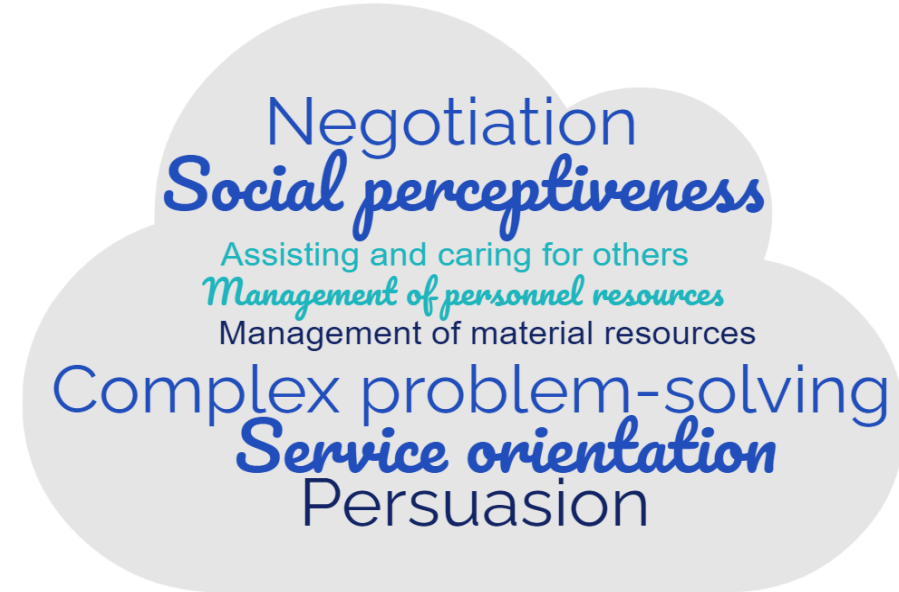 Negotiation
Social perceptiveness
Assisting and caring for others
Management of personnel resources
Management of material resources
Complex problem-solving
Service orientation
Persuasion